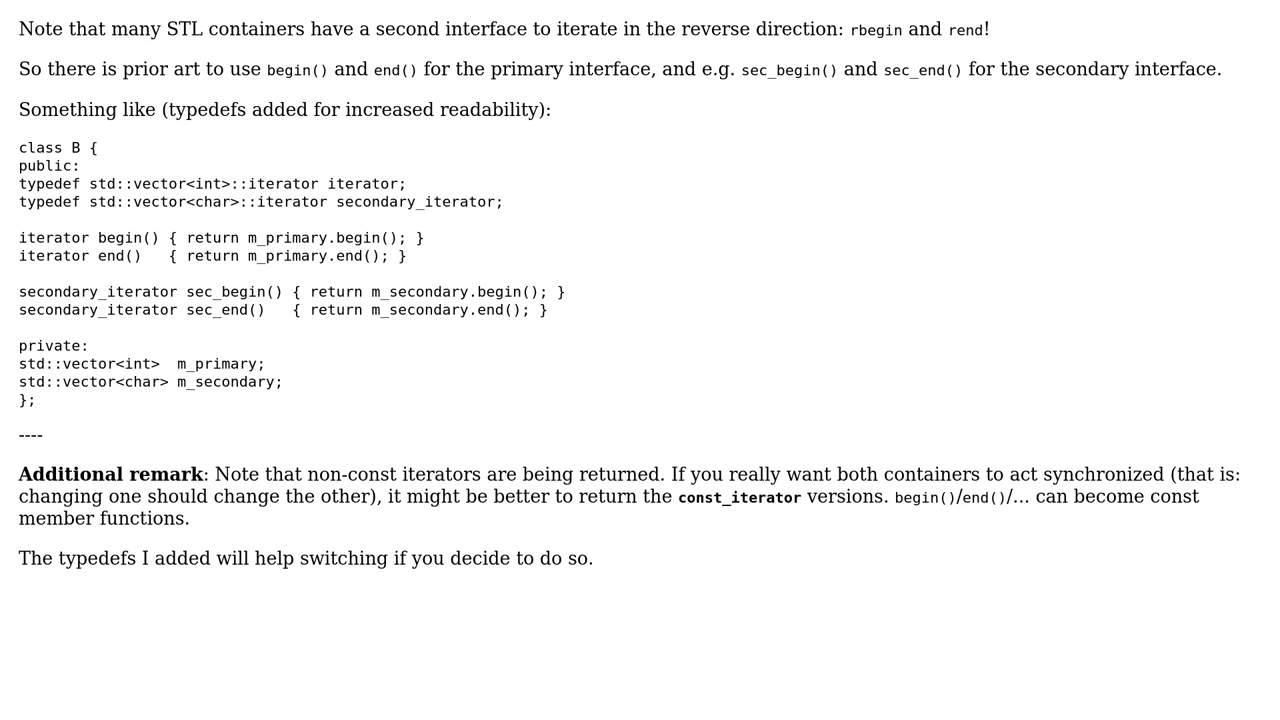 Note that many STL containers have a second interface to iterate in the reverse direction: rbegin and rend!
So there is prior art to use begin() and end() for the primary interface, and e.g. sec_begin() and sec_end() for the secondary interface.
Something like (typedefs added for increased readability):
class B {
public:
typedef std::vector<int>::iterator iterator;
typedef std::vector<char>::iterator secondary_iterator;
iterator begin() { return m_primary.begin(); }
iterator end()   { return m_primary.end(); }
secondary_iterator sec_begin() { return m_secondary.begin(); }
secondary_iterator sec_end()   { return m_secondary.end(); }
private:
std::vector<int>  m_primary;
std::vector<char> m_secondary;
};
----
Additional remark: Note that non-const iterators are being returned. If you really want both containers to act synchronized (that is:
changing one should change the other), it might be better to return the const_iterator versions. begin()/end()/... can become const
member functions.
The typedefs I added will help switching if you decide to do so.